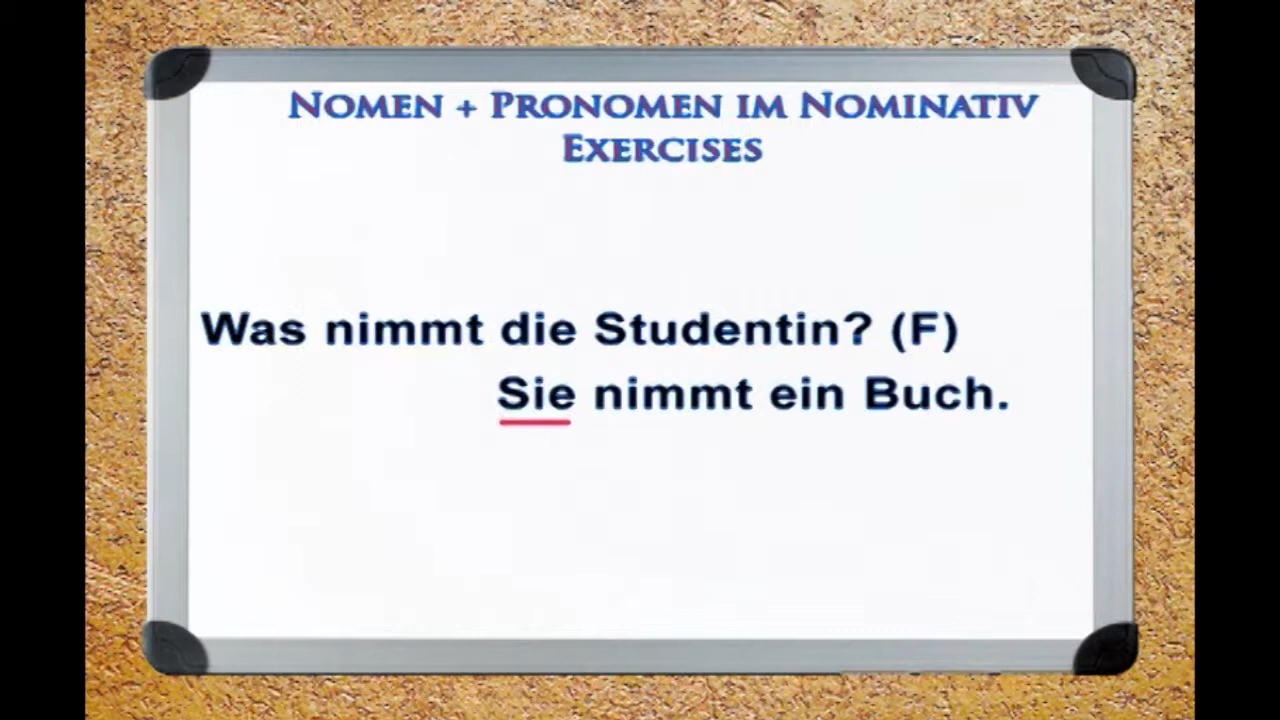 Nomen + Pronomen im Nominativ
Exercises
Was nimmt die Studentin? (F)
Sie nimmt ein Buch.